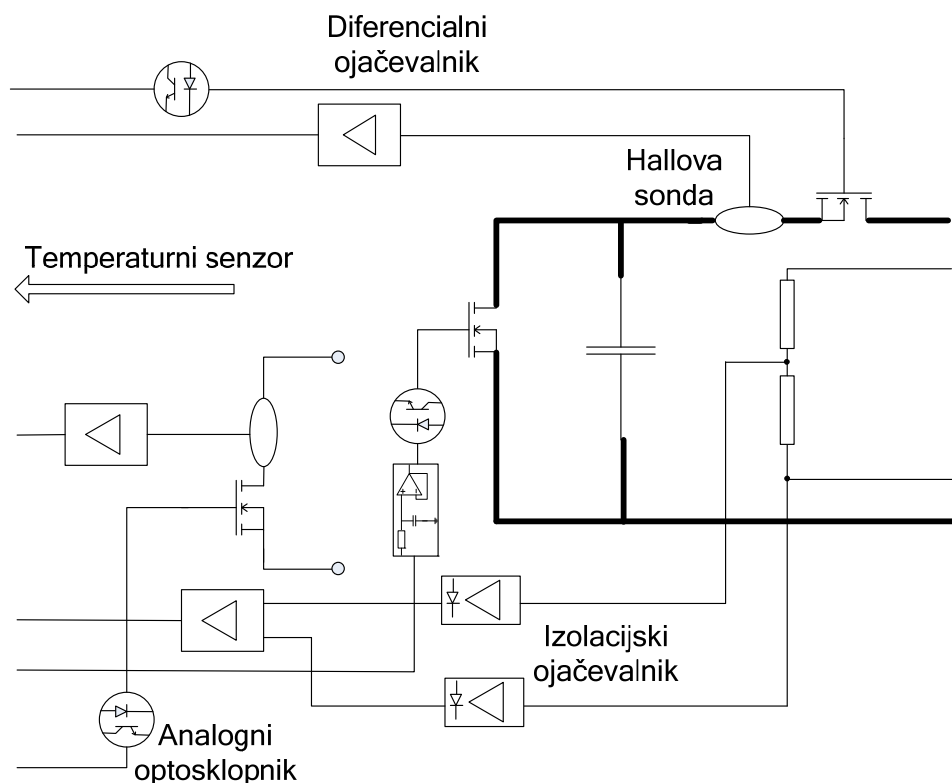 Diferencialni
ojačevalnik
Hallova
sonda
Temperaturni senzor
Izolacijski
ojačevalnik
Analogni
optosklopnik